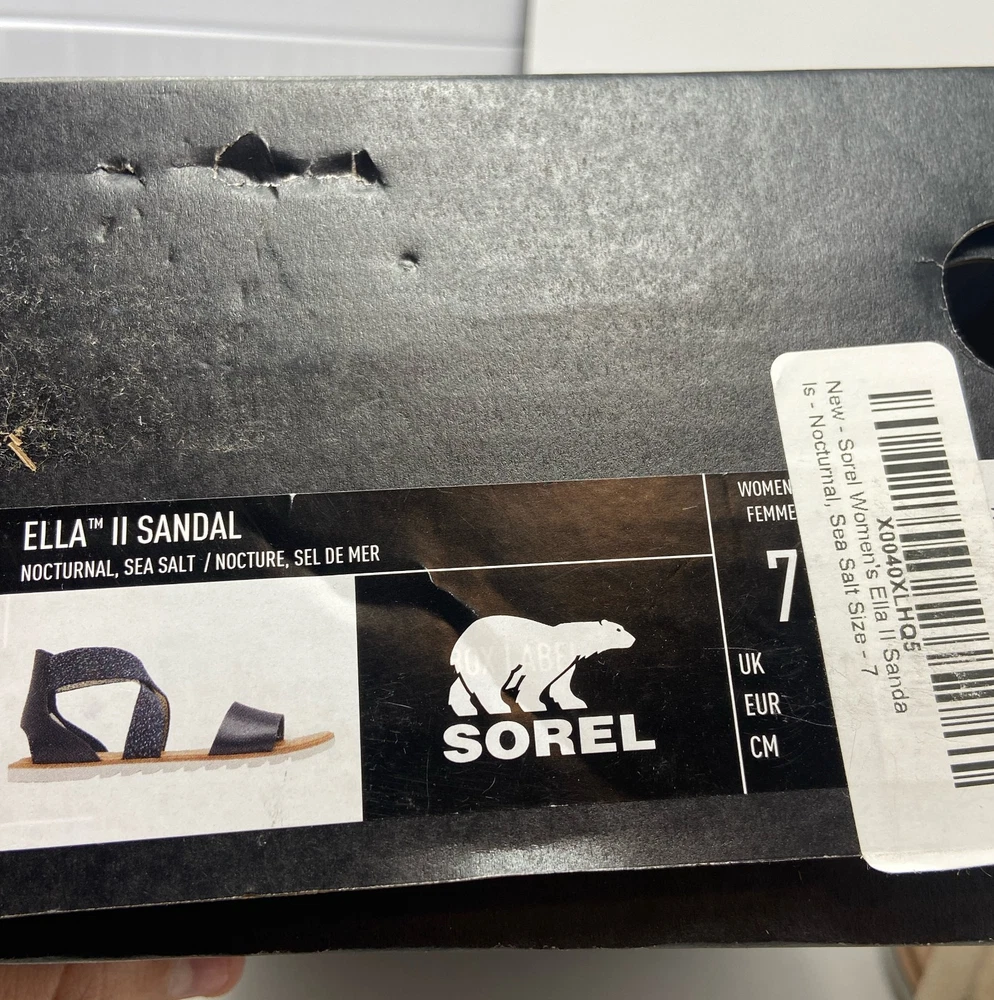 ELLA™ II SANDAL
NOCTURNAL, SEA SALT / NOCTURE, SEL DE MER
SOREL
WOMEN
FEMME
7
UK
EUR
CM
X0040XLHQ5
New - Sorel Women's Ella II Sanda
ls - Nocturnal, Sea Salt Size - 7